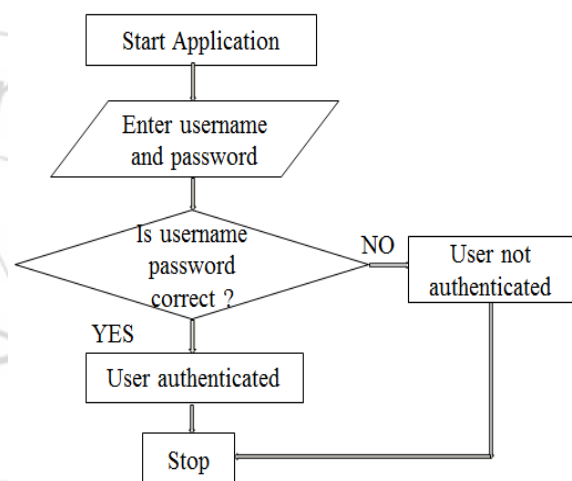 Start Application
Enter username
and password
Is username
password
correct ?
NO
User not
authenticated
YES
User authenticated
Stop